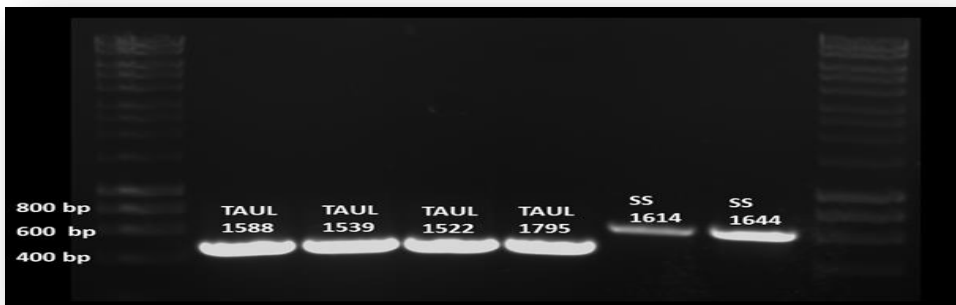 800 bp
600 bp
400 bp
TAUL
1588
TAUL
1539
TAUL
1522
TAUL
1795
SS
1614
SS
1644